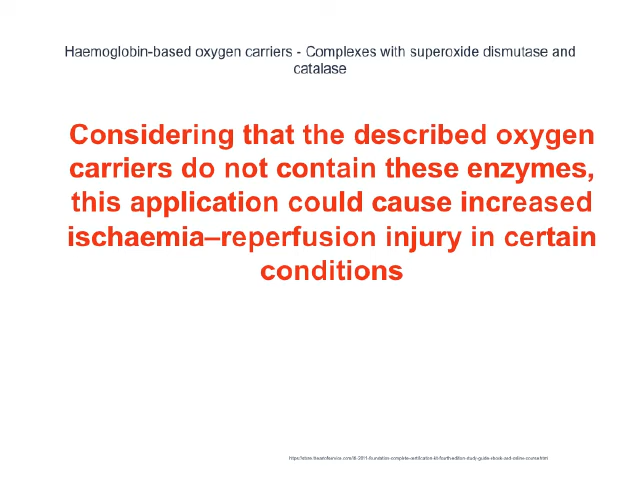 Haemoglobin-based oxygen carriers - Complexes with superoxide dismutase and
catalase
Considering that the described oxygen
carriers do not contain these enzymes,
this application could cause increased
ischaemia–reperfusion injury in certain
conditions